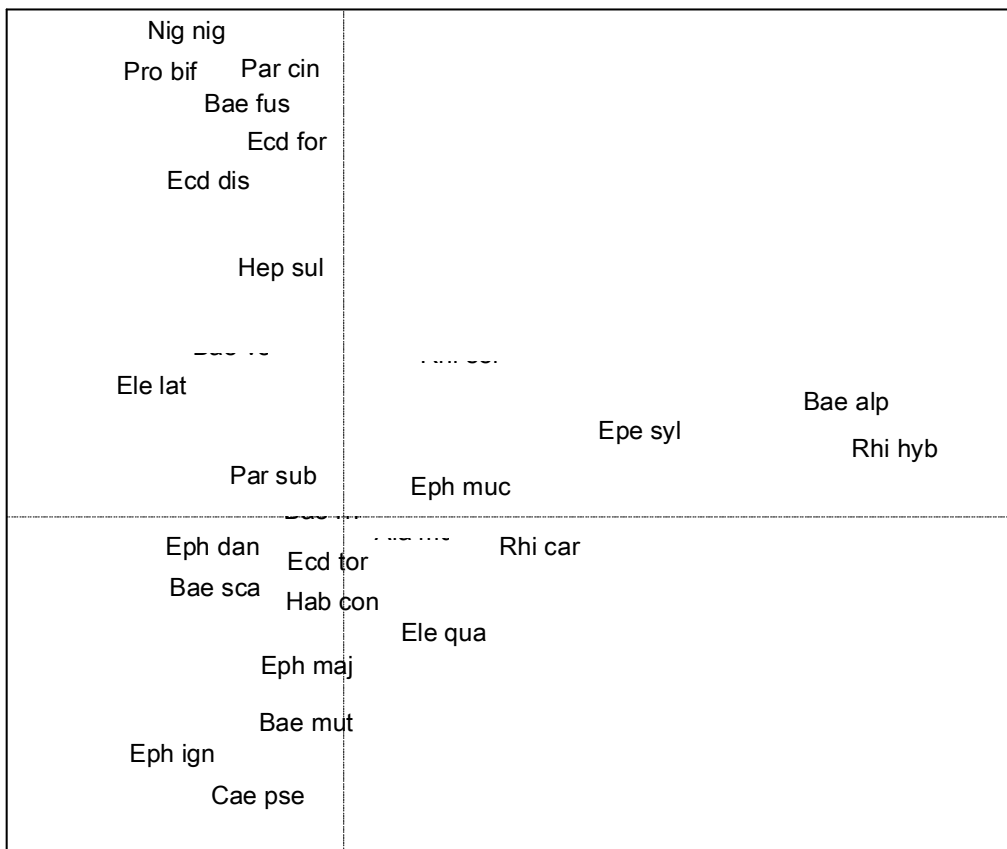 Nig nig
Pro bif
Par cin
Bae fus
Ecd for
Ecd dis
Hep sul
Ele lat
Bae alp
Epe syl
Rhi hyb
Par sub
Eph muc
Eph dan
Rhi car
Ecd tor
Bae sca
Hab con
Ele qua
Eph maj
Bae mut
Eph ign
Cae pse